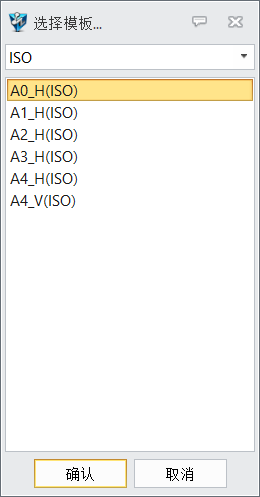 选择模板...
ISO
A0_H(ISO)
A1_H(ISO)
A2_H(ISO)
A3_H(ISO)
A4_H(ISO)
A4_V(ISO)
确认
取消